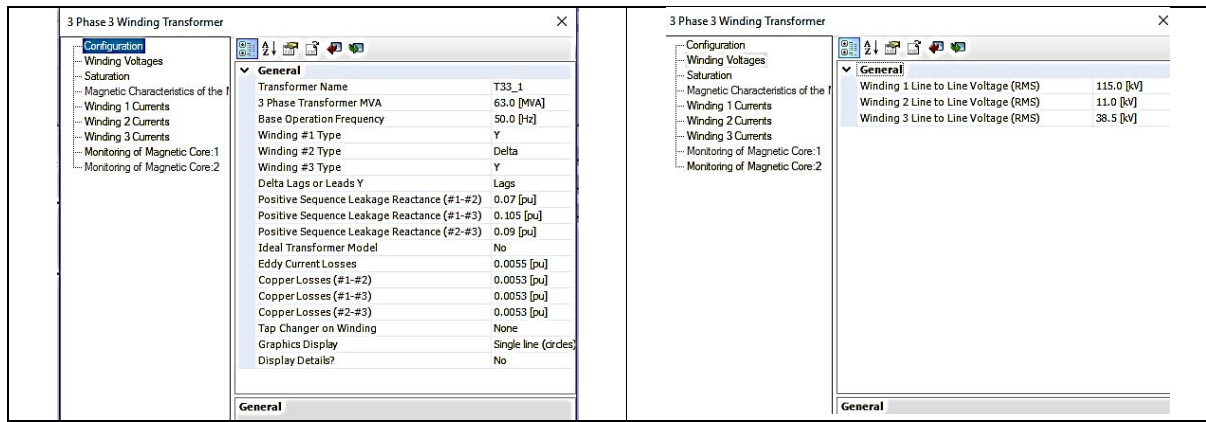 3 Phase 3 Winding Transformer
Configuration
Winding Voltages
Saturation
Magnetic Characteristics of the
Winding 1 Currents
Winding 2 Currents
Winding 3 Currents
Monitoring of Magnetic Core:1
Monitoring of Magnetic Core:2
General
Transformer Name T33_1
3 Phase Transformer MVA 63.0 [MVA]
Base Operation Frequency 50.0 [Hz]
Winding #1 Type Y
Winding #2 Type Delta
Winding #3 Type Y
Delta Lags or Leads Y Lags
Positive Sequence Leakage Reactance (#1-#2) 0.07 [pu]
Positive Sequence Leakage Reactance (#1-#3) 0.105 [pu]
Positive Sequence Leakage Reactance (#2-#3) 0.09 [pu]
Ideal Transformer Model No
Eddy Current Losses 0.0055 [pu]
Copper Losses (#1-#2) 0.0053 [pu]
Copper Losses (#1-#3) 0.0053 [pu]
Copper Losses (#2-#3) 0.0053 [pu]
Tap Changer on Winding None
Graphics Display Single line (circles)
Display Details? No
General
3 Phase 3 Winding Transformer
Configuration
Winding Voltages
Saturation
Magnetic Characteristics of the
Winding 1 Currents
Winding 2 Currents
Winding 3 Currents
Monitoring of Magnetic Core:1
Monitoring of Magnetic Core:2
General
Winding 1 Line to Line Voltage (RMS) 115.0 [kV]
Winding 2 Line to Line Voltage (RMS) 11.0 [kV]
Winding 3 Line to Line Voltage (RMS) 38.5 [kV]
General